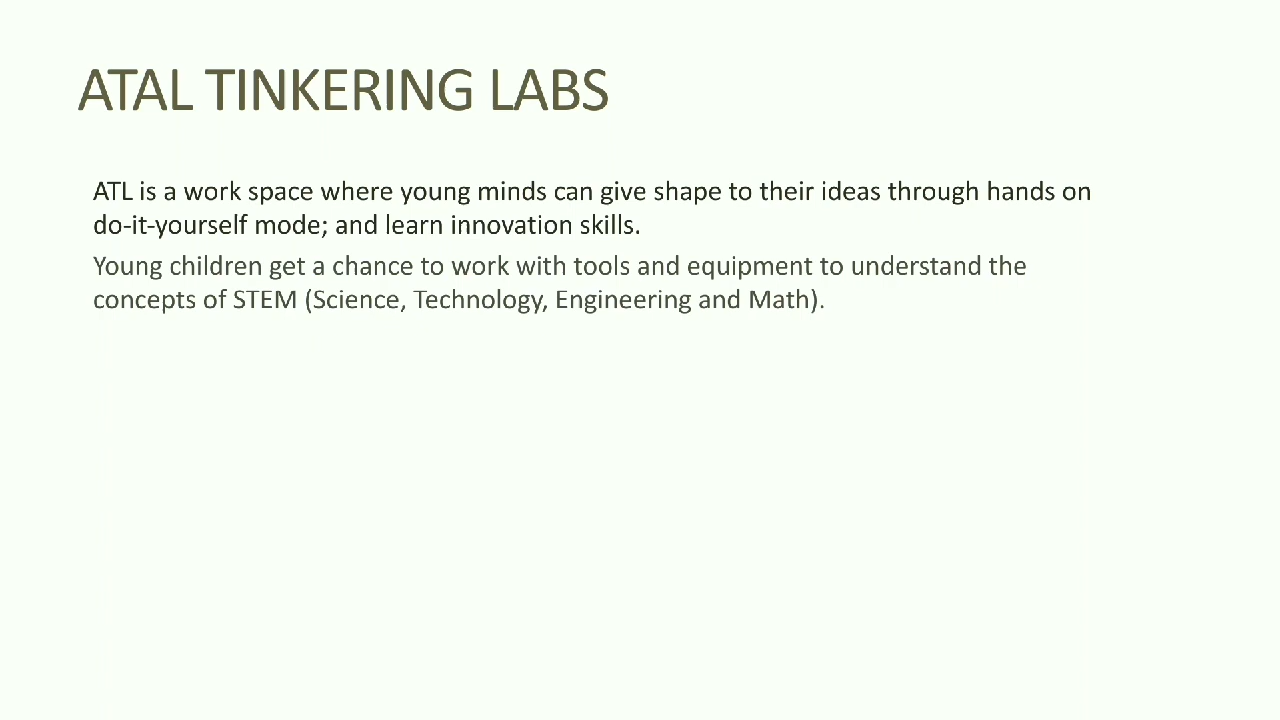 ATAL TINKERING LABS
ATL is a work space where young minds can give shape to their ideas through hands on
do-it-yourself mode; and learn innovation skills.
Young children get a chance to work with tools and equipment to understand the
concepts of STEM (Science, Technology, Engineering and Math).